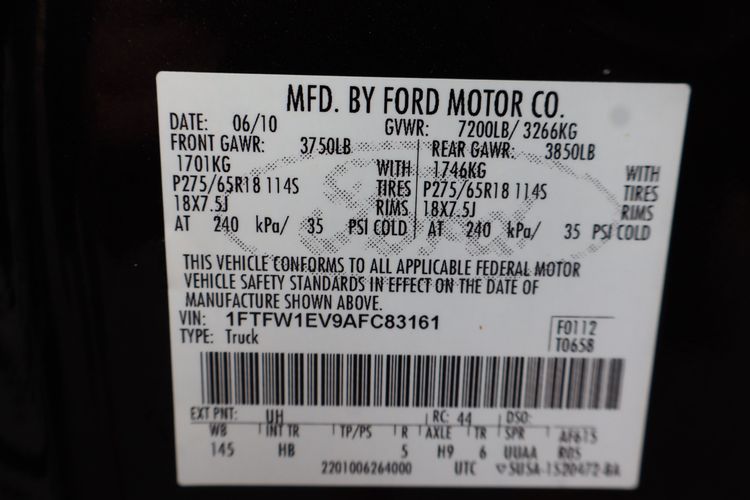 MFD. BY FORD MOTOR CO.
DATE: 06/10 GVWR: 7200LB/ 3266KG
FRONT GAWR: 3750LB REAR GAWR: 3850LB
1701KG WITH 1746KG WITH
P275/65R18 114S TIRES P275/65R18 114S TIRES
18X7.5J RIMS 18X7.5J RIMS
AT 240 kPa/ 35 PSI COLD AT 240 kPa/ 35 PSI COLD
THIS VEHICLE CONFORMS TO ALL APPLICABLE FEDERAL MOTOR
VEHICLE SAFETY STANDARDS IN EFFECT ON THE DATE OF
MANUFACTURE SHOWN ABOVE.
VIN: 1FTFW1EV9AFC83161 F0112
TYPE: Truck T0658
EXT PNT: UH RC: 44 DSO:
WB INT TR TP/PS R AXLE TR SPR AF615
145 HB 5 H9 6 UUAA
2201006264000 UTC